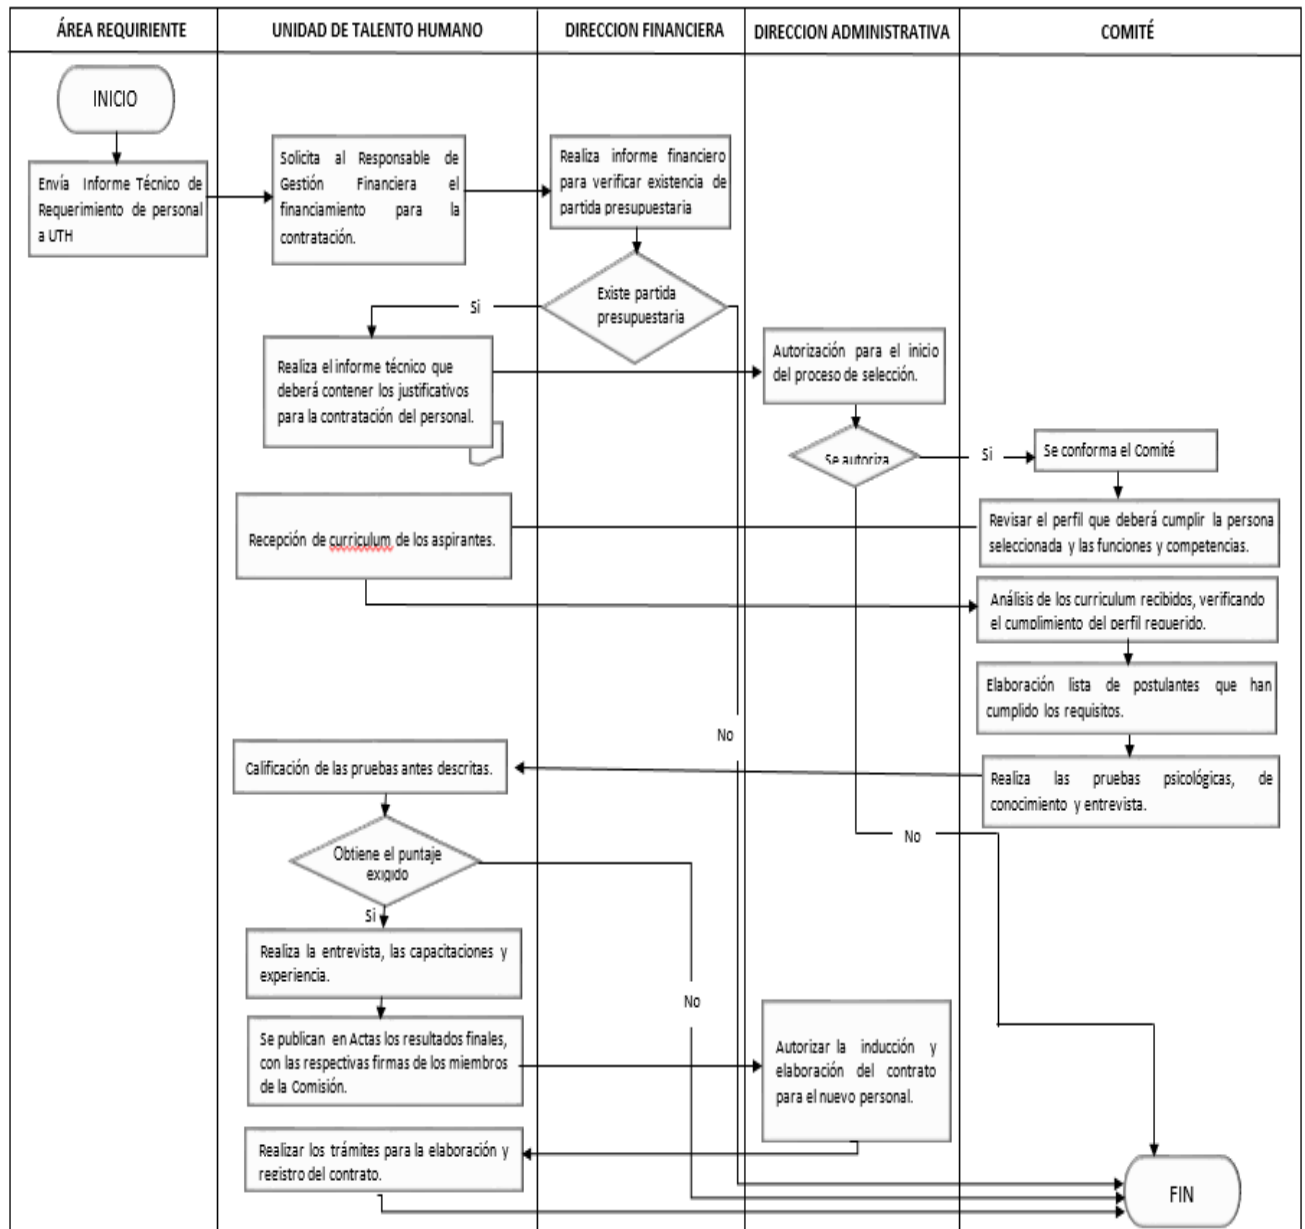 ÁREA REQUIRIENTE
UNIDAD DE TALENTO HUMANO
DIRECCION FINANCIERA
DIRECCION ADMINISTRATIVA
COMITÉ
INICIO
Envía Informe Técnico de
Requerimiento de personal
a UTH
Solicita al Responsable de
Gestión Financiera el
financiamiento para la
contratación.
Realiza informe financiero
para verificar existencia de
partida presupuestaria
Existe partida
presupuestaria
Si
Realiza el informe técnico que
deberá contener los justificativos
para la contratación del personal.
Autorización para el inicio
del proceso de selección.
Se autoriza
Si
Se conforma el Comité
Revisar el perfil que deberá cumplir la persona
seleccionada y las funciones y competencias.
Recepción de curriculum de los aspirantes.
Análisis de los curriculum recibidos, verificando
el cumplimiento del perfil requerido.
Elaboración lista de postulantes que han
cumplido los requisitos.
No
Realiza las pruebas psicológicas, de
conocimiento y entrevista.
Calificación de las pruebas antes descritas.
No
Obtiene el puntaje
exigido
Si
Realiza la entrevista, las capacitaciones y
experiencia.
No
Se publican en Actas los resultados finales,
con las respectivas firmas de los miembros
de la Comisión.
Autorizar la inducción y
elaboración del contrato
para el nuevo personal.
Realizar los trámites para la elaboración y
registro del contrato.
FIN